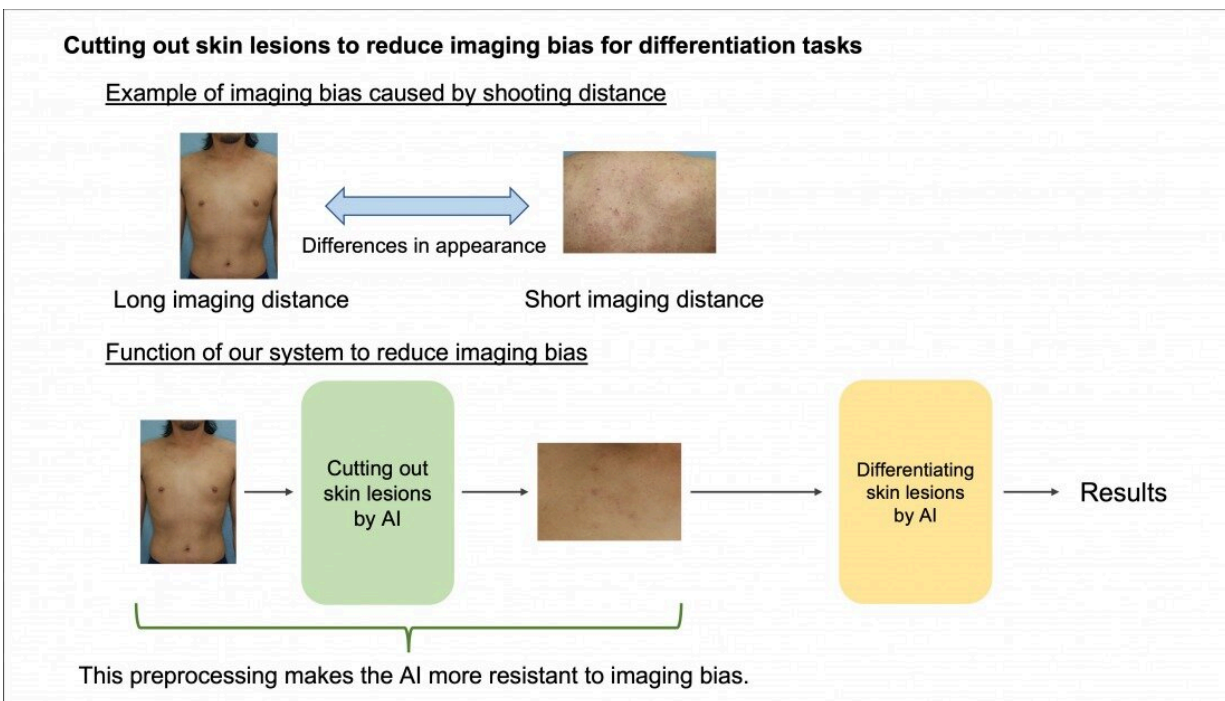 Cutting out skin lesions to reduce imaging bias for differentiation tasks
Example of imaging bias caused by shooting distance
Differences in appearance
Long imaging distance
Short imaging distance
Function of our system to reduce imaging bias
Cutting out
skin lesions
by AI
Differentiating
skin lesions
by AI
Results
This preprocessing makes the AI more resistant to imaging bias.